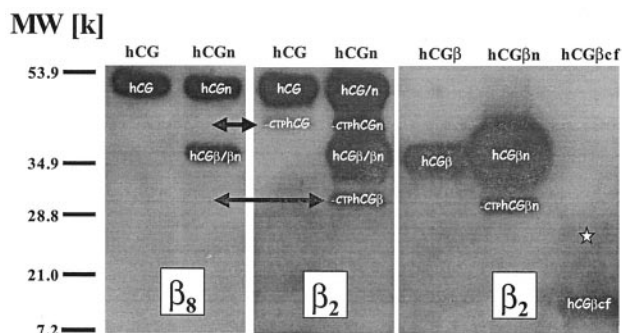 MW [k]
hCG hCGn hCG hCGn hCGβ hCGβn hCGβcf
53.9
hCG hCGn hCG hCG/n
-CTPhCG -CTPhCGn
hCGβ/βn hCGβ/βn hCGβ hCGβn
34.9
-CTPhCGβ -CTPhCGβn
28.8
21.0
β8 β2 β2 hCGβcf
7.2